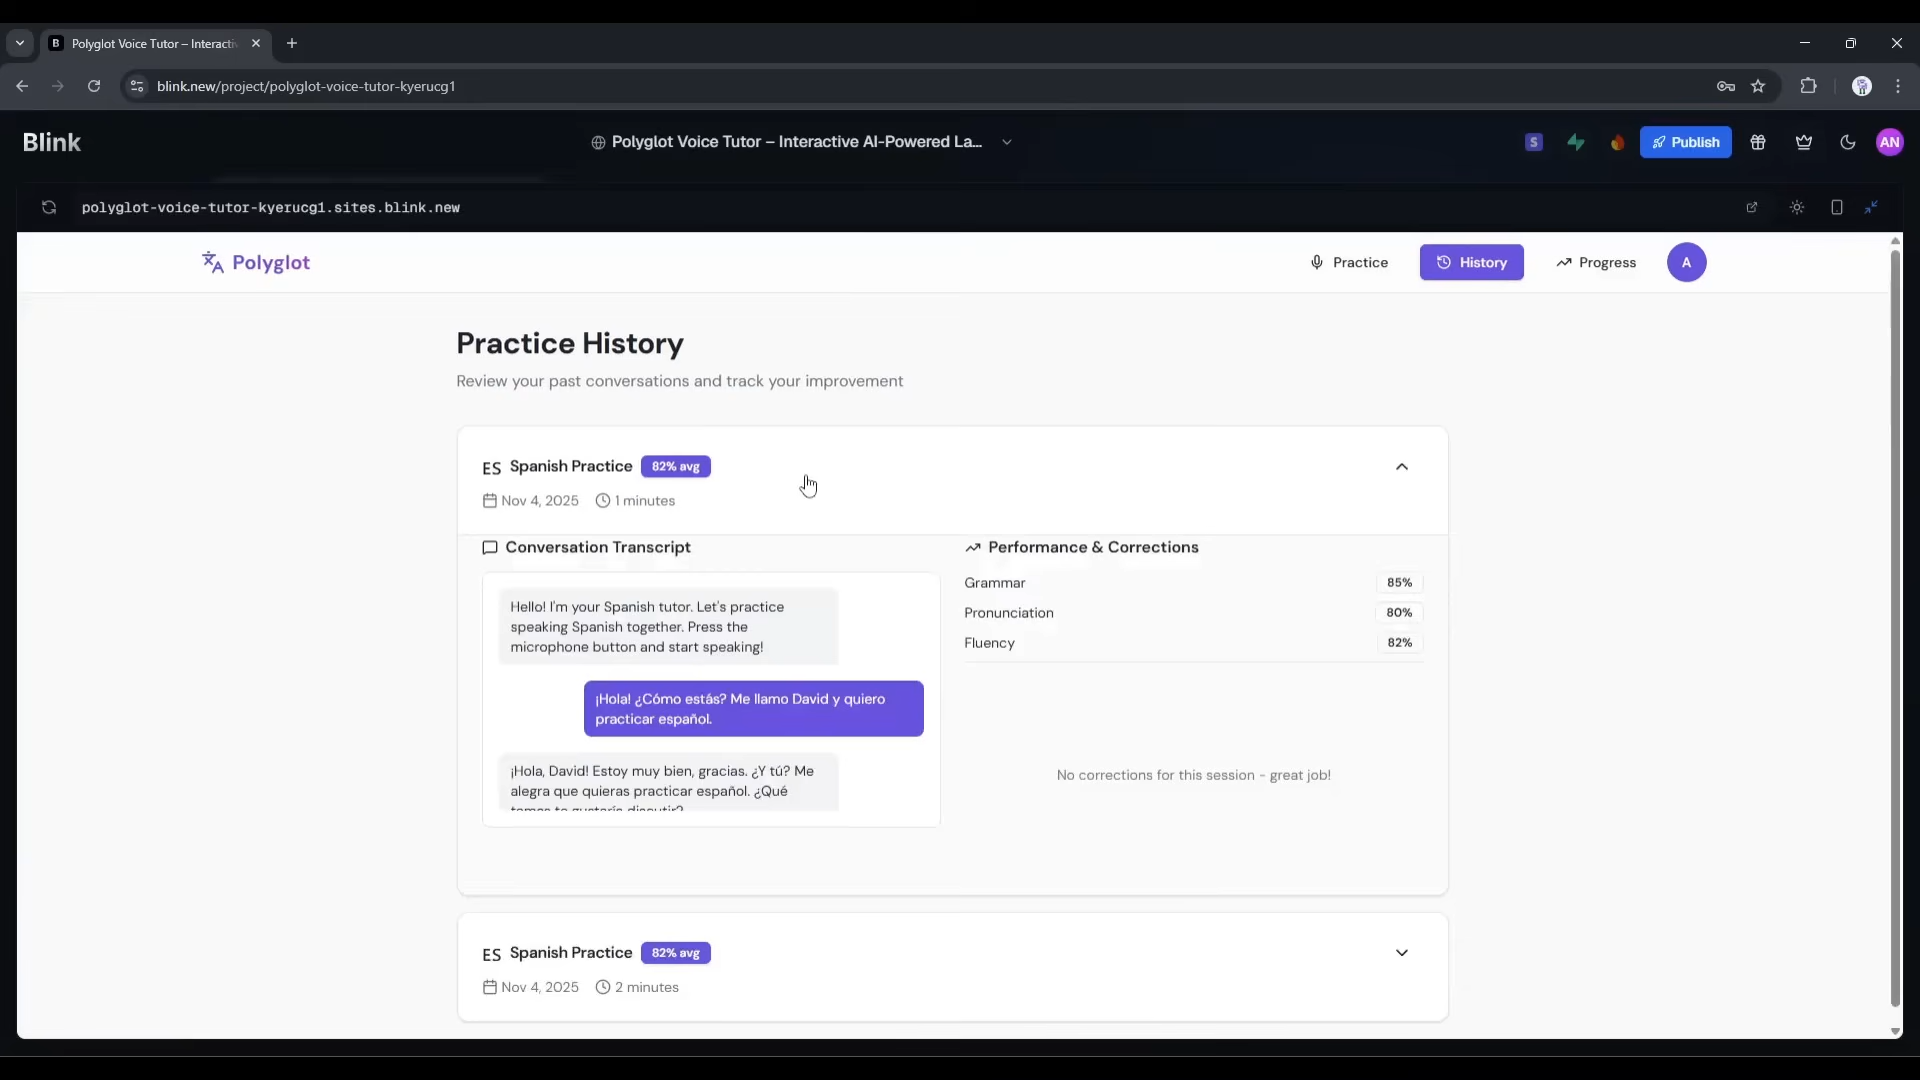 Polyglot Voice Tutor – Interacti
blink.new/project/polyglot-voice-tutor-kyerucg1
Blink
Polyglot Voice Tutor – Interactive AI-Powered La...
S
Publish
AN
polyglot-voice-tutor-kyerucg1.sites.blink.new
Polyglot
Practice
History
Progress
A
Practice History
Review your past conversations and track your improvement
ES Spanish Practice 82% avg
Nov 4, 2025 1 minutes
Conversation Transcript
Hello! I'm your Spanish tutor. Let's practice
speaking Spanish together. Press the
microphone button and start speaking!
¡Hola! ¿Cómo estás? Me llamo David y quiero
practicar español.
¡Hola, David! Estoy muy bien, gracias. ¿Y tú? Me
alegra que quieras practicar español. ¿Qué
Performance & Corrections
Grammar 85%
Pronunciation 80%
Fluency 82%
No corrections for this session - great job!
ES Spanish Practice 82% avg
Nov 4, 2025 2 minutes